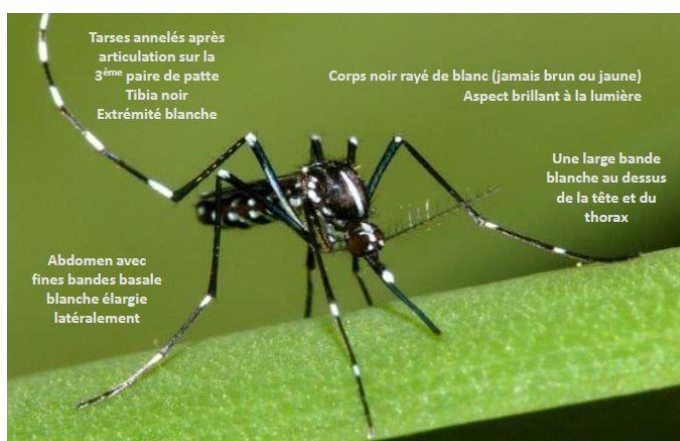 Tarses annelés après
articulation sur la
3ème paire de patte
Tibia noir
Extrémité blanche
Corps noir rayé de blanc (jamais brun ou jaune)
Aspect brillant à la lumière
Une large bande
blanche au dessus
de la tête et du
thorax
Abdomen avec
fines bandes basale
blanche élargie
latéralement